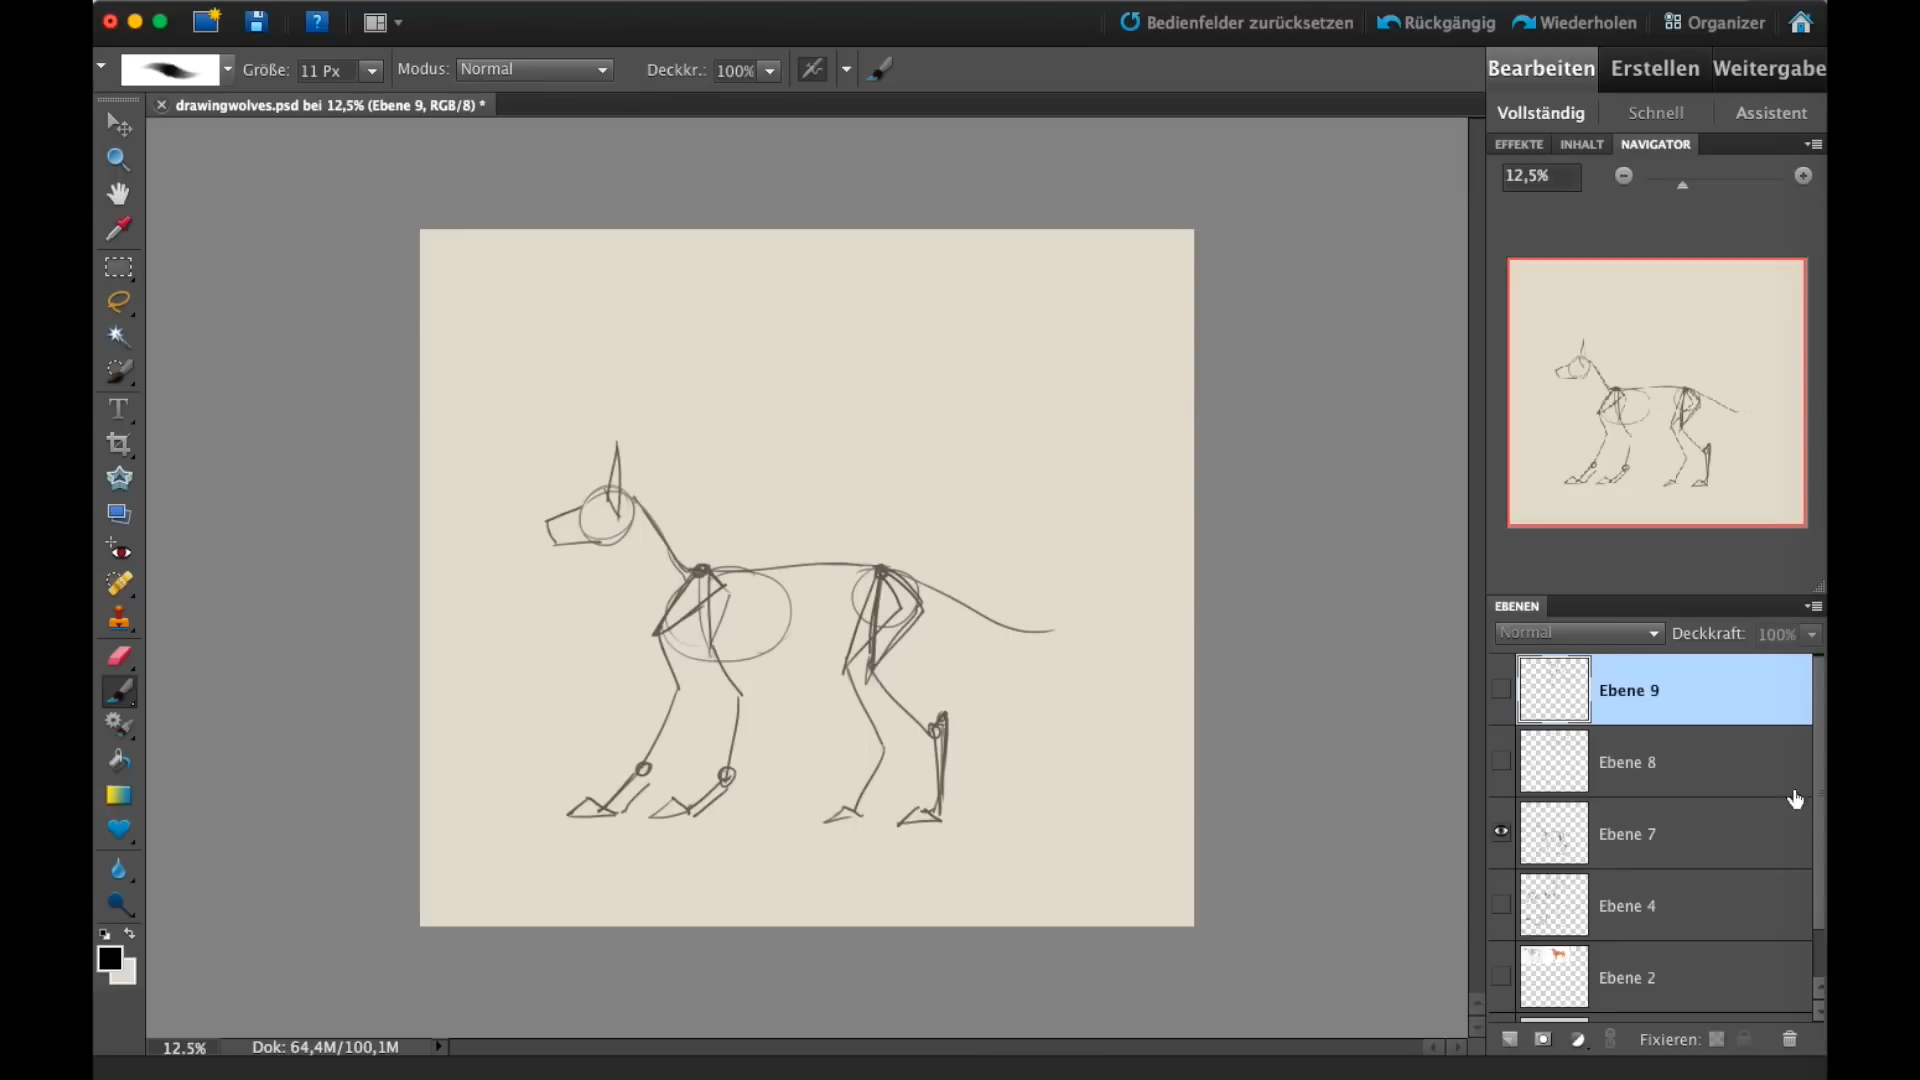 Bedienfelder zurücksetzen Rückgängig Wiederholen Organizer
Größe: 11 Px Modus: Normal Deckkr.: 100%
Bearbeiten Erstellen Weitergabe
drawingwolves.psd bei 12,5% (Ebene 9, RGB/8) *
Vollständig Schnell Assistent
EFFEKTE INHALT NAVIGATOR
12,5%
EBENEN
Normal Deckkraft: 100%
Ebene 9
Ebene 8
Ebene 7
Ebene 4
Ebene 2
Fixieren:
12.5% Dok: 64,4M/100,1M